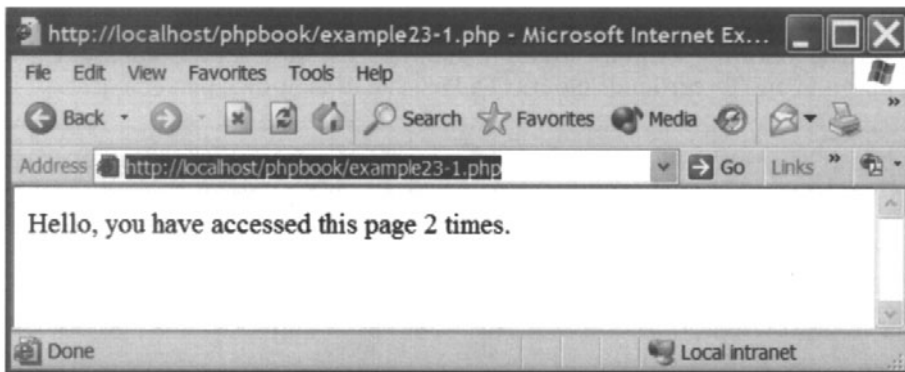 http://localhost/phpbook/example23-1.php - Microsoft Internet Ex...
File Edit View Favorites Tools Help
Back Search Favorites Media »
Address http://localhost/phpbook/example23-1.php Go Links »
Hello, you have accessed this page 2 times.
Done Local intranet